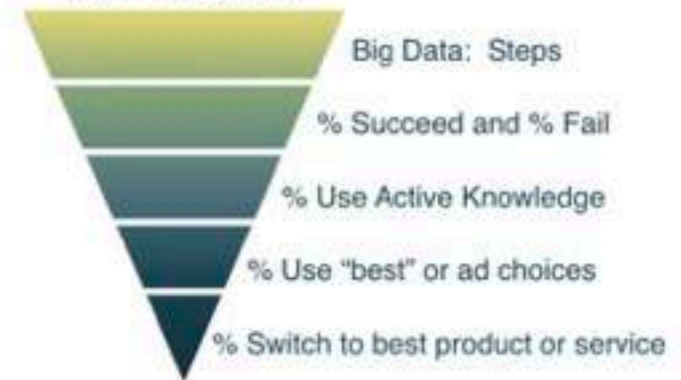 Big Data: Steps
% Succeed and % Fail
% Use Active Knowledge
% Use “best” or ad choices
% Switch to best product or service